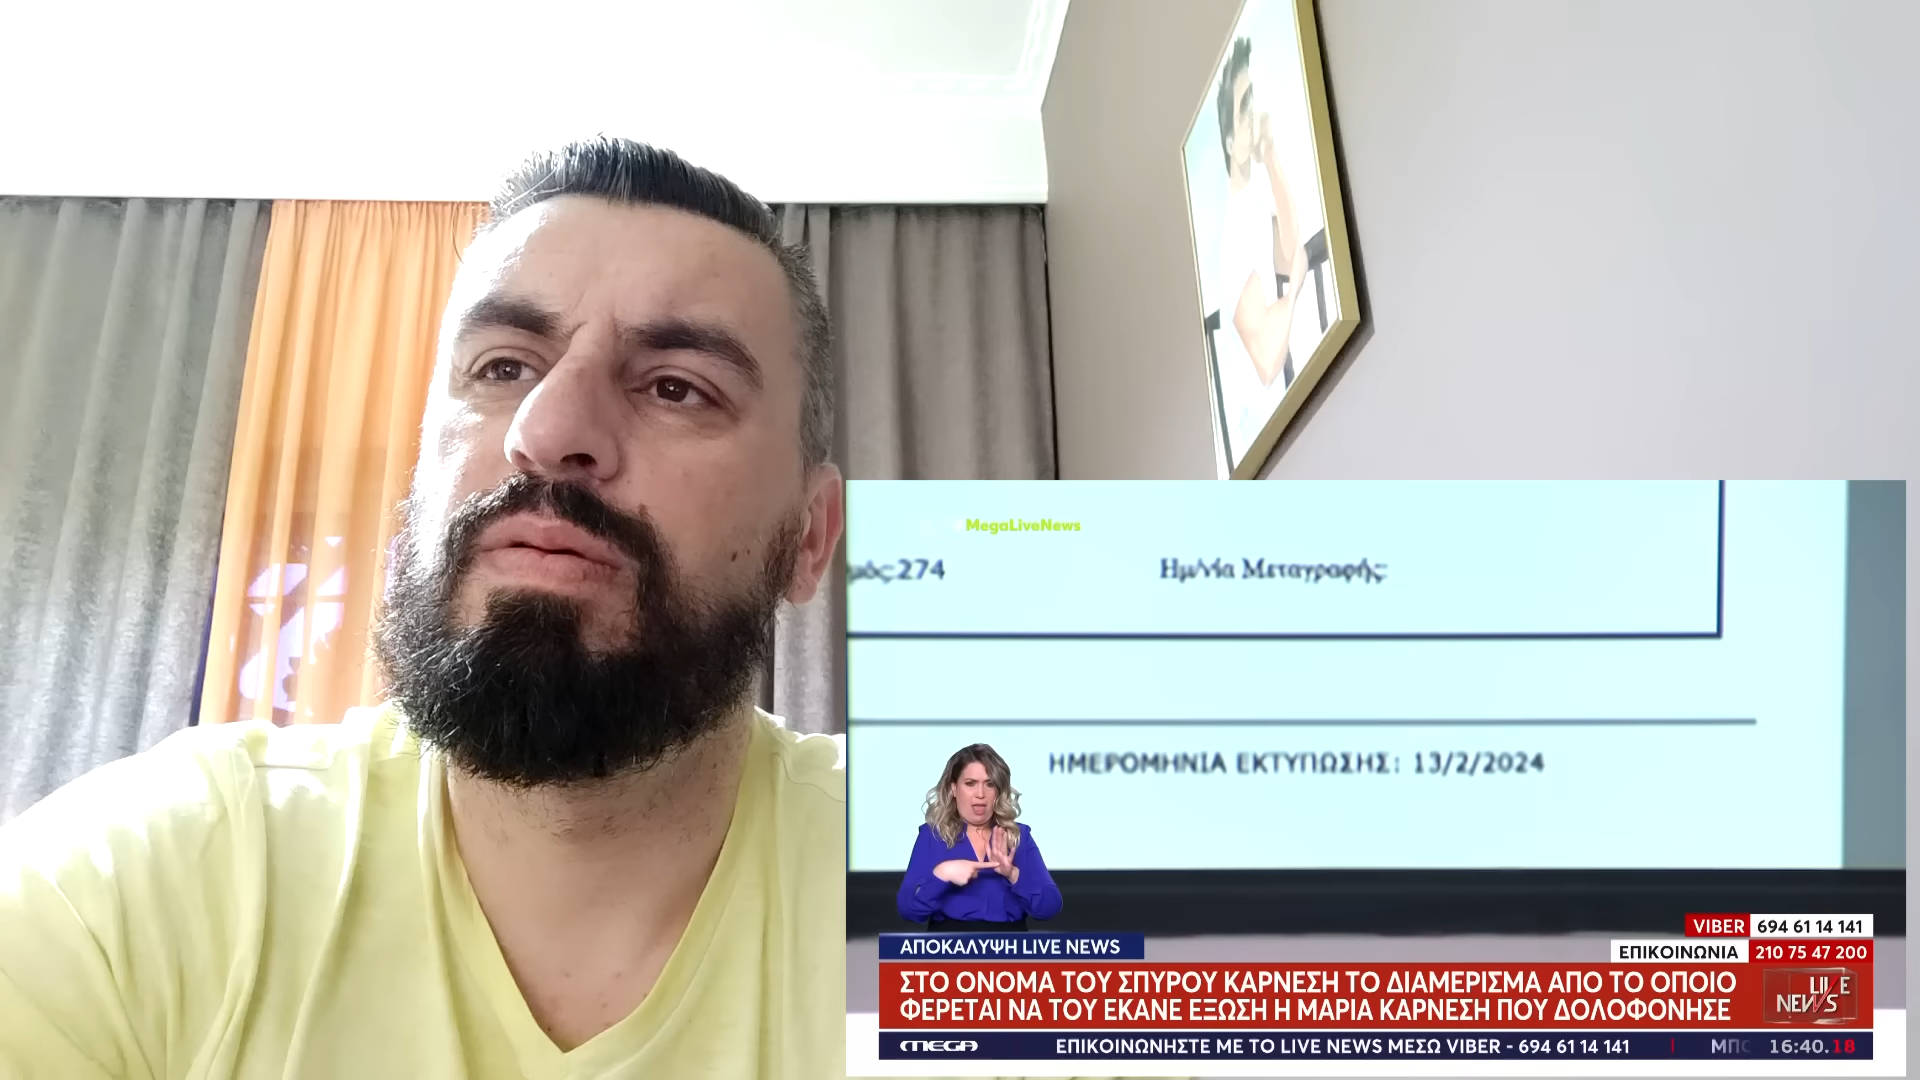 MegaLiveNews
274
Ημ/νία Μεταγραφής:
ΗΜΕΡΟΜΗΝΙΑ ΕΚΤΥΠΩΣΗΣ: 13/2/2024
VIBER 694 61 14 141
ΑΠΟΚΑΛΥΨΗ LIVE NEWS
ΕΠΙΚΟΙΝΩΝΙΑ 210 75 47 200
ΣΤΟ ΟΝΟΜΑ ΤΟΥ ΣΠΥΡΟΥ ΚΑΡΝΕΣΗ ΤΟ ΔΙΑΜΕΡΙΣΜΑ ΑΠΟ ΤΟ ΟΠΟΙΟ
ΦΕΡΕΤΑΙ ΝΑ ΤΟΥ ΕΚΑΝΕ ΕΞΩΣΗ Η ΜΑΡΙΑ ΚΑΡΝΕΣΗ ΠΟΥ ΔΟΛΟΦΟΝΗΣΕ
LIVE
NEWS
MEGA ΕΠΙΚΟΙΝΩΝΗΣΤΕ ΜΕ ΤΟ LIVE NEWS ΜΕΣΩ VIBER - 694 61 14 141 16:40.18